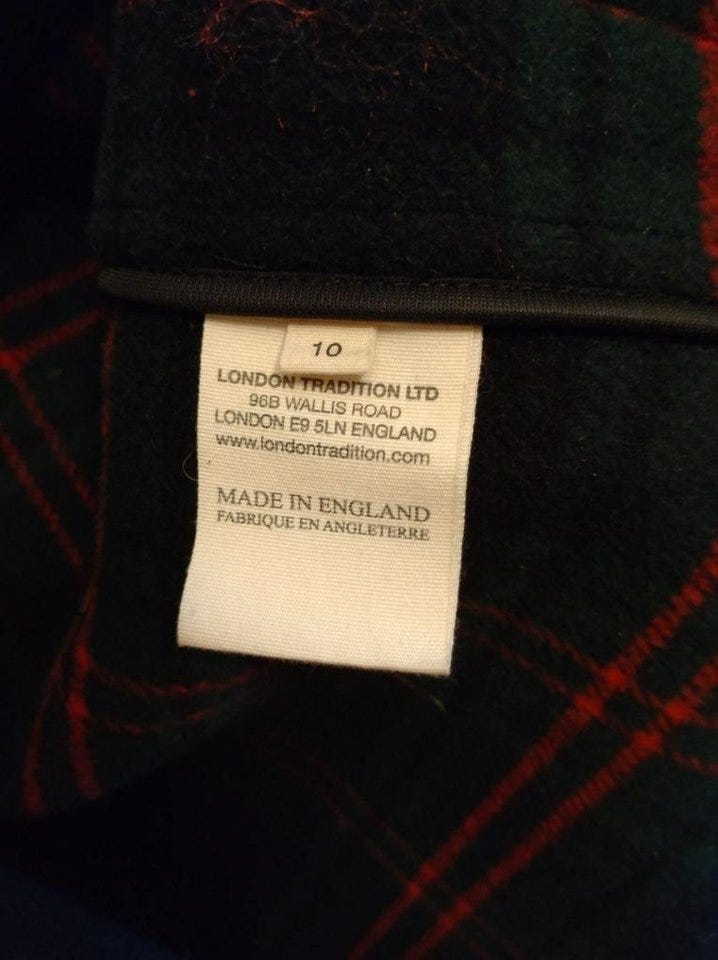 10
LONDON TRADITION LTD
96B WALLIS ROAD
LONDON E9 5LN ENGLAND
www.londontradition.com
MADE IN ENGLAND
FABRIQUE EN ANGLETERRE